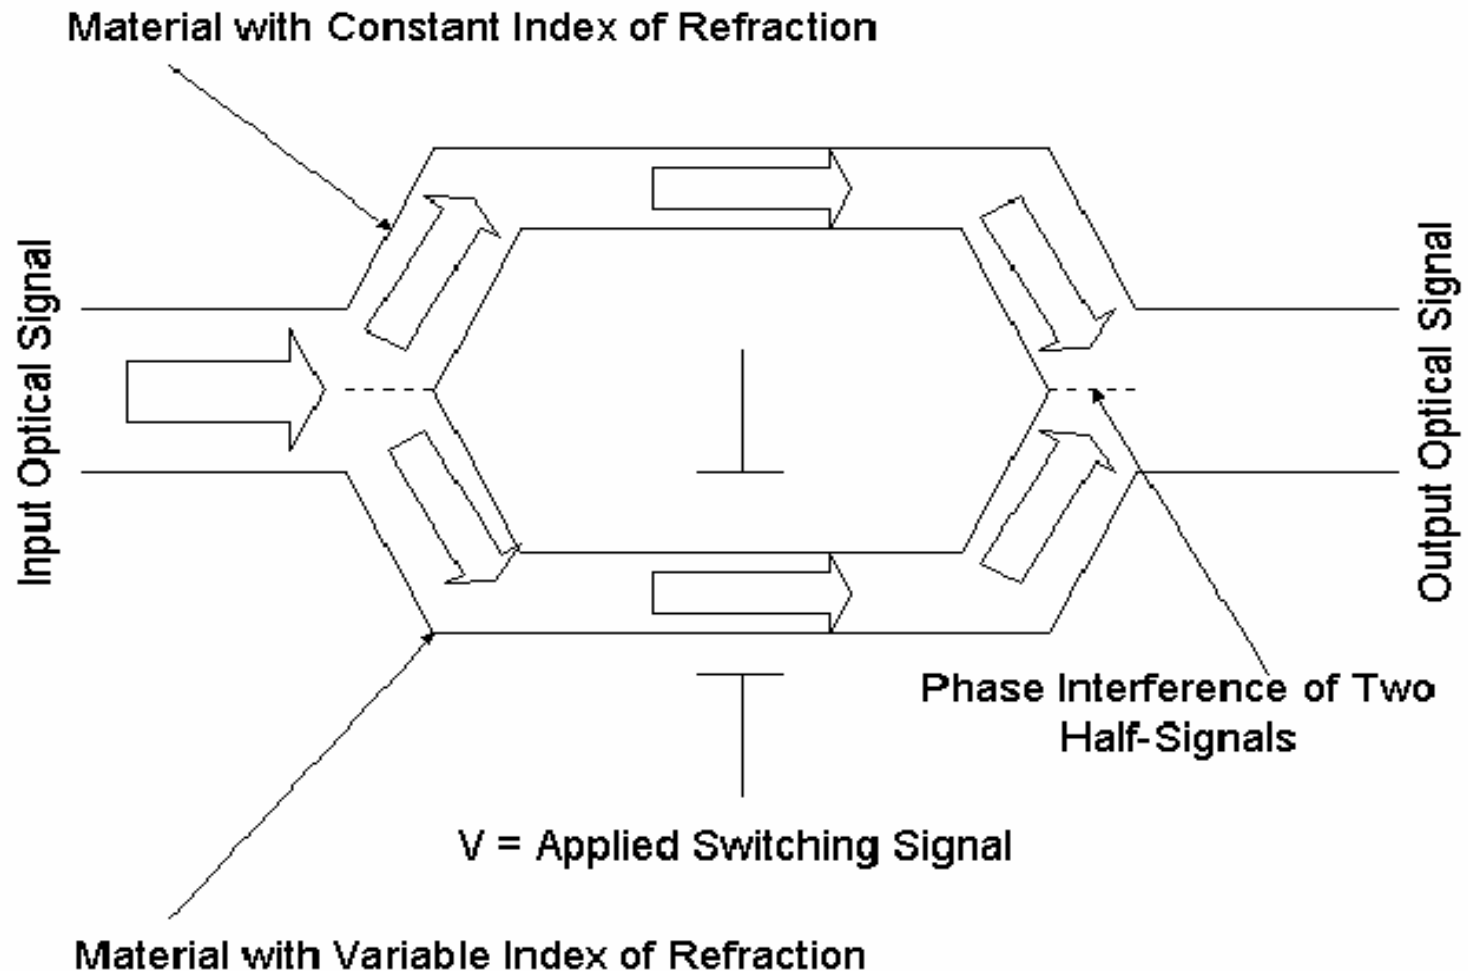 Material with Constant Index of Refraction
Input Optical Signal
Output Optical Signal
Phase Interference of Two
Half-Signals
V = Applied Switching Signal
Material with Variable Index of Refraction